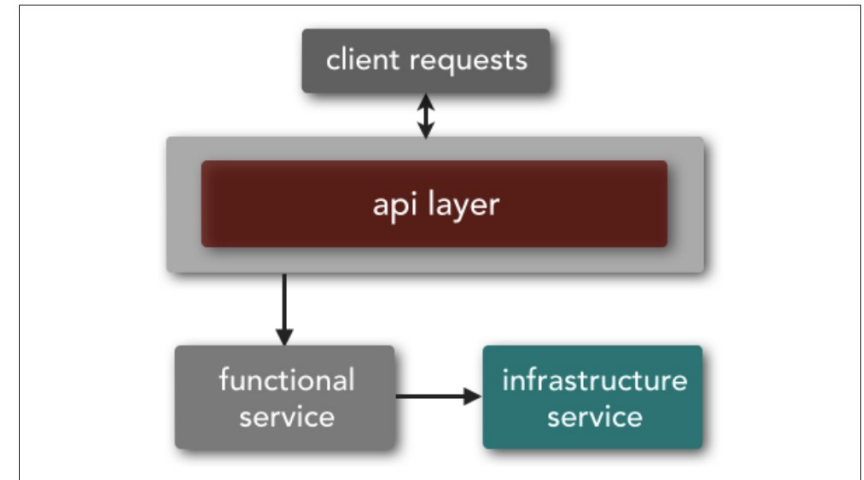 client requests
api layer
functional
service
infrastructure
service